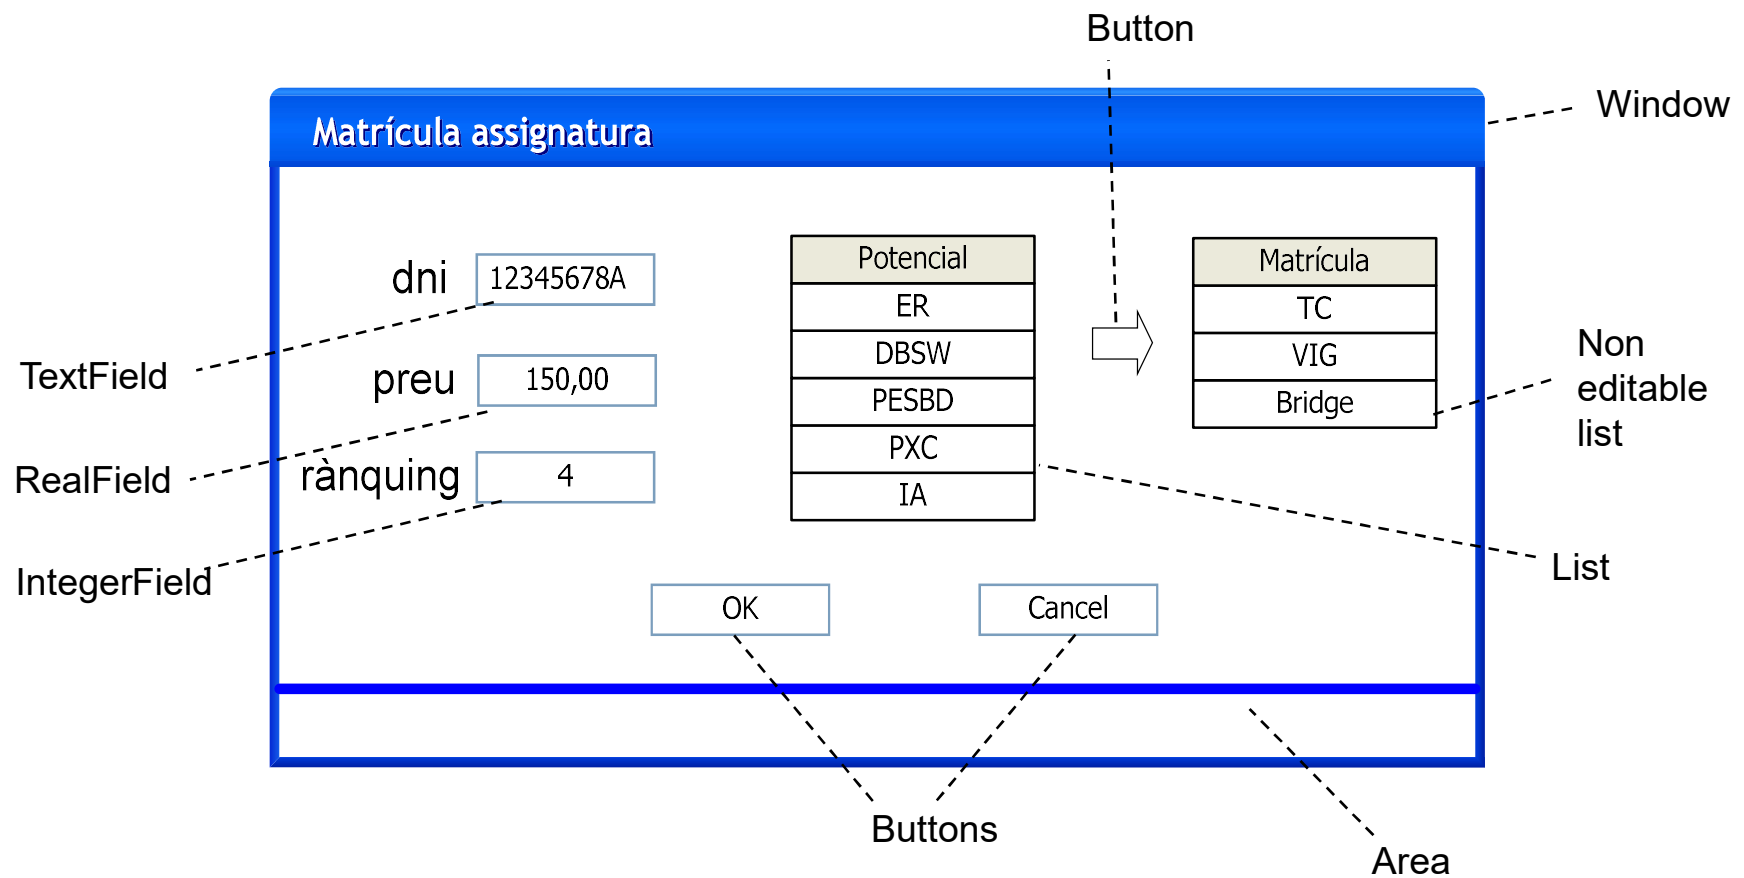 Button
Window
Matrícula assignatura
dni
12345678A
preu
150,00
rànquing
4
Potencial
ER
DBSW
PESBD
PXC
IA
Matrícula
TC
VIG
Bridge
TextField
RealField
IntegerField
Non
editable
list
List
OK
Cancel
Buttons
Area